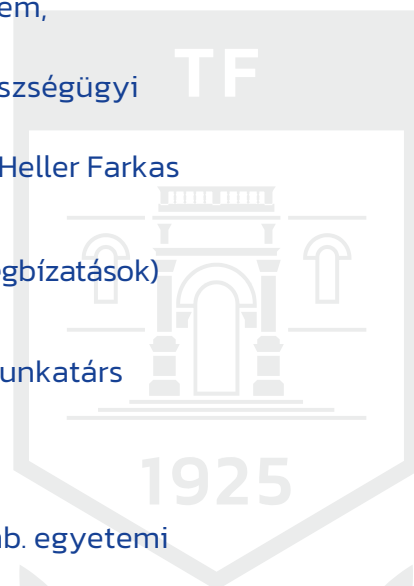 em,
TF
szségügyi
Heller Farkas
gbízatások)
unkatárs
1925
b. egyetemi